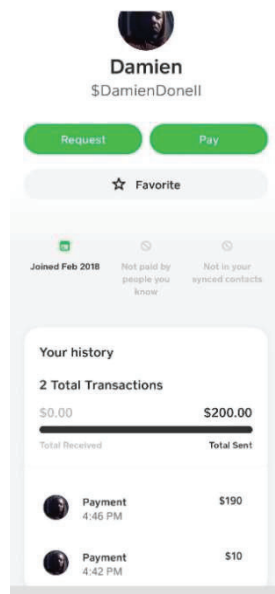 Damien
$DamienDonell
Request Pay
☆ Favorite
Joined Feb 2018
Not paid by
people you
know
Not in your
synced contacts
Your history
2 Total Transactions
$0.00 $200.00
Total Received Total Sent
Payment $190
4:46 PM
Payment $10
4:42 PM